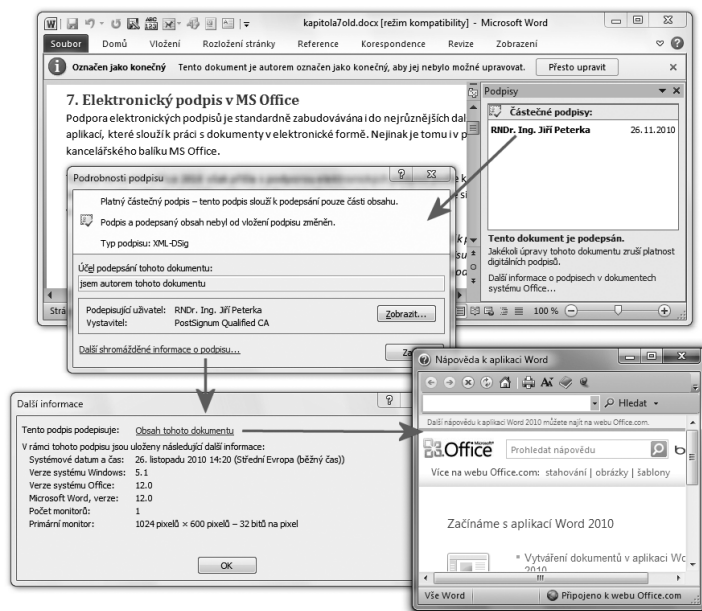 kapitola7old.docx [režim kompatibility] - Microsoft Word
Soubor Domů Vložení Rozložení stránky Reference Korespondence Revize Zobrazení
Označen jako konečný Tento dokument je autorem označen jako konečný, aby jej nebylo možné upravovat. Přesto upravit
7. Elektronický podpis v MS Office
Podpora elektronických podpisů je standardně zabudovávána i do nejrůznějších dal
aplikací, které slouží k práci s dokumenty v elektronické formě. Nejinak je tomu i v p
kancelářského balíku MS Office.
Podpisy
Částečné podpisy:
RNDr. Ing. Jiří Peterka 26.11.2010
Tento dokument je podepsán.
Jakékoli úpravy tohoto dokumentu zruší platnost
digitálních podpisů.
Další informace o podpisech v dokumentech
systému Office...
100 %
Podrobnosti podpisu
Platný částečný podpis – tento podpis slouží k podepsání pouze části obsahu.
Podpis a podepsaný obsah nebyl od vložení podpisu změněn.
Typ podpisu: XML-DSig
Účel podepsání tohoto dokumentu:
jsem autorem tohoto dokumentu
Podepisující uživatel: RNDr. Ing. Jiří Peterka
Vystavitel: PostSignum Qualified CA
Zobrazit...
Další shromážděné informace o podpisu...
Další informace
Tento podpis podepisuje: Obsah tohoto dokumentu
V rámci tohoto podpisu jsou uloženy následující další informace:
Systémové datum a čas: 26. listopadu 2010 14:20 (Střední Evropa (běžný čas))
Verze systému Windows: 5.1
Verze systému Office: 12.0
Microsoft Word, verze: 12.0
Počet monitorů: 1
Primární monitor: 1024 pixelů × 600 pixelů – 32 bitů na pixel
OK
Nápověda k aplikaci Word
Hledat
Další nápovědu k aplikaci Word 2010 můžete najít na webu Office.com.
Microsoft
Office Prohledat nápovědu b
Více na webu Office.com: stahování | obrázky | šablony
Začínáme s aplikací Word 2010
Vytváření dokumentů v aplikaci Wo
2010
Vše Word Připojeno k webu Office.com